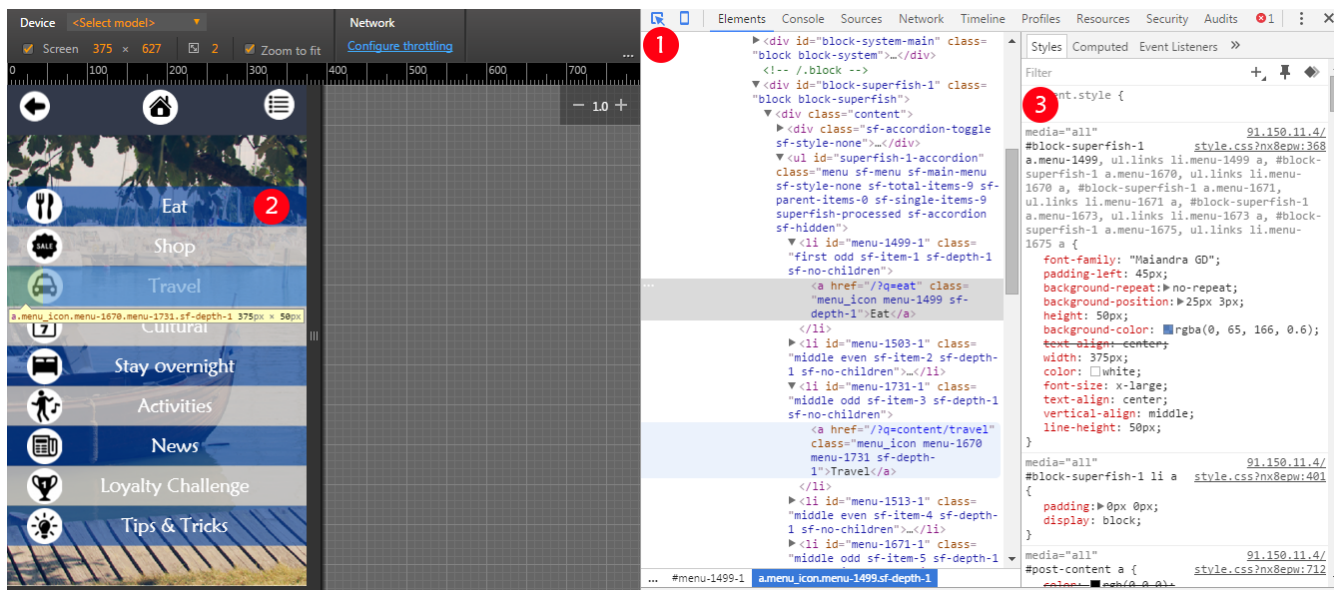 Device <Select model> ▼
Network
Screen 375 × 627 2 Zoom to fit
Configure throttling
...
0 100 200 300 400 500 600 700
− 1.0 +
Eat 2
SALE Shop
Travel
a.menu_icon.menu-1670.menu-1731.sf-depth-1 375px × 50px
7 Cultural
Stay overnight
Activities
News
1 Loyalty Challenge
Tips & Tricks
Elements Console Sources Network Timeline Profiles Resources Security Audits 1
1
▶<div id="block-system-main" class=
"block block-system">…</div>
<!-- /.block -->
▼<div id="block-superfish-1" class=
"block block-superfish">
▼<div class="content">
▶<div class="sf-accordion-toggle
sf-style-none">…</div>
▼<ul id="superfish-1-accordion"
class="menu sf-menu sf-main-menu
sf-style-none sf-total-items-9 sf-
parent-items-0 sf-single-items-9
superfish-processed sf-accordion
sf-hidden">
▼<li id="menu-1499-1" class=
"first odd sf-item-1 sf-depth-1
sf-no-children">
...
<a href="/?q=eat" class=
"menu_icon menu-1499 sf-
depth-1">Eat</a>
</li>
▶<li id="menu-1503-1" class=
"middle even sf-item-2 sf-depth-
1 sf-no-children">…</li>
▼<li id="menu-1731-1" class=
"middle odd sf-item-3 sf-depth-1
sf-no-children">
<a href="/?q=content/travel"
class="menu_icon menu-1670
menu-1731 sf-depth-
1">Travel</a>
</li>
▶<li id="menu-1513-1" class=
"middle even sf-item-4 sf-depth-
1 sf-no-children">…</li>
▶<li id="menu-1671-1" class=
"middle odd sf-item-5 sf-depth-1
... #menu-1499-1 a.menu_icon.menu-1499.sf-depth-1
Styles Computed Event Listeners »
Filter
3
ent.style {
media="all" 91.150.11.4/
#block-superfish-1 style.css?nx8epw:368
a.menu-1499, ul.links li.menu-1499 a, #block-
superfish-1 a.menu-1670, ul.links li.menu-
1670 a, #block-superfish-1 a.menu-1671,
ul.links li.menu-1671 a, #block-superfish-1
a.menu-1673, ul.links li.menu-1673 a, #block-
superfish-1 a.menu-1675, ul.links li.menu-
1675 a {
font-family: "Maiandra GD";
padding-left: 45px;
background-repeat:▶no-repeat;
background-position:▶25px 3px;
height: 50px;
background-color: rgba(0, 65, 166, 0.6);
text-align: center;
width: 375px;
color: white;
font-size: x-large;
text-align: center;
vertical-align: middle;
line-height: 50px;
}
media="all" 91.150.11.4/
#block-superfish-1 li a style.css?nx8epw:401
{
padding:▶0px 0px;
display: block;
}
media="all" 91.150.11.4/
#post-content a { style.css?nx8epw:712
color: rgb(0,0,0);